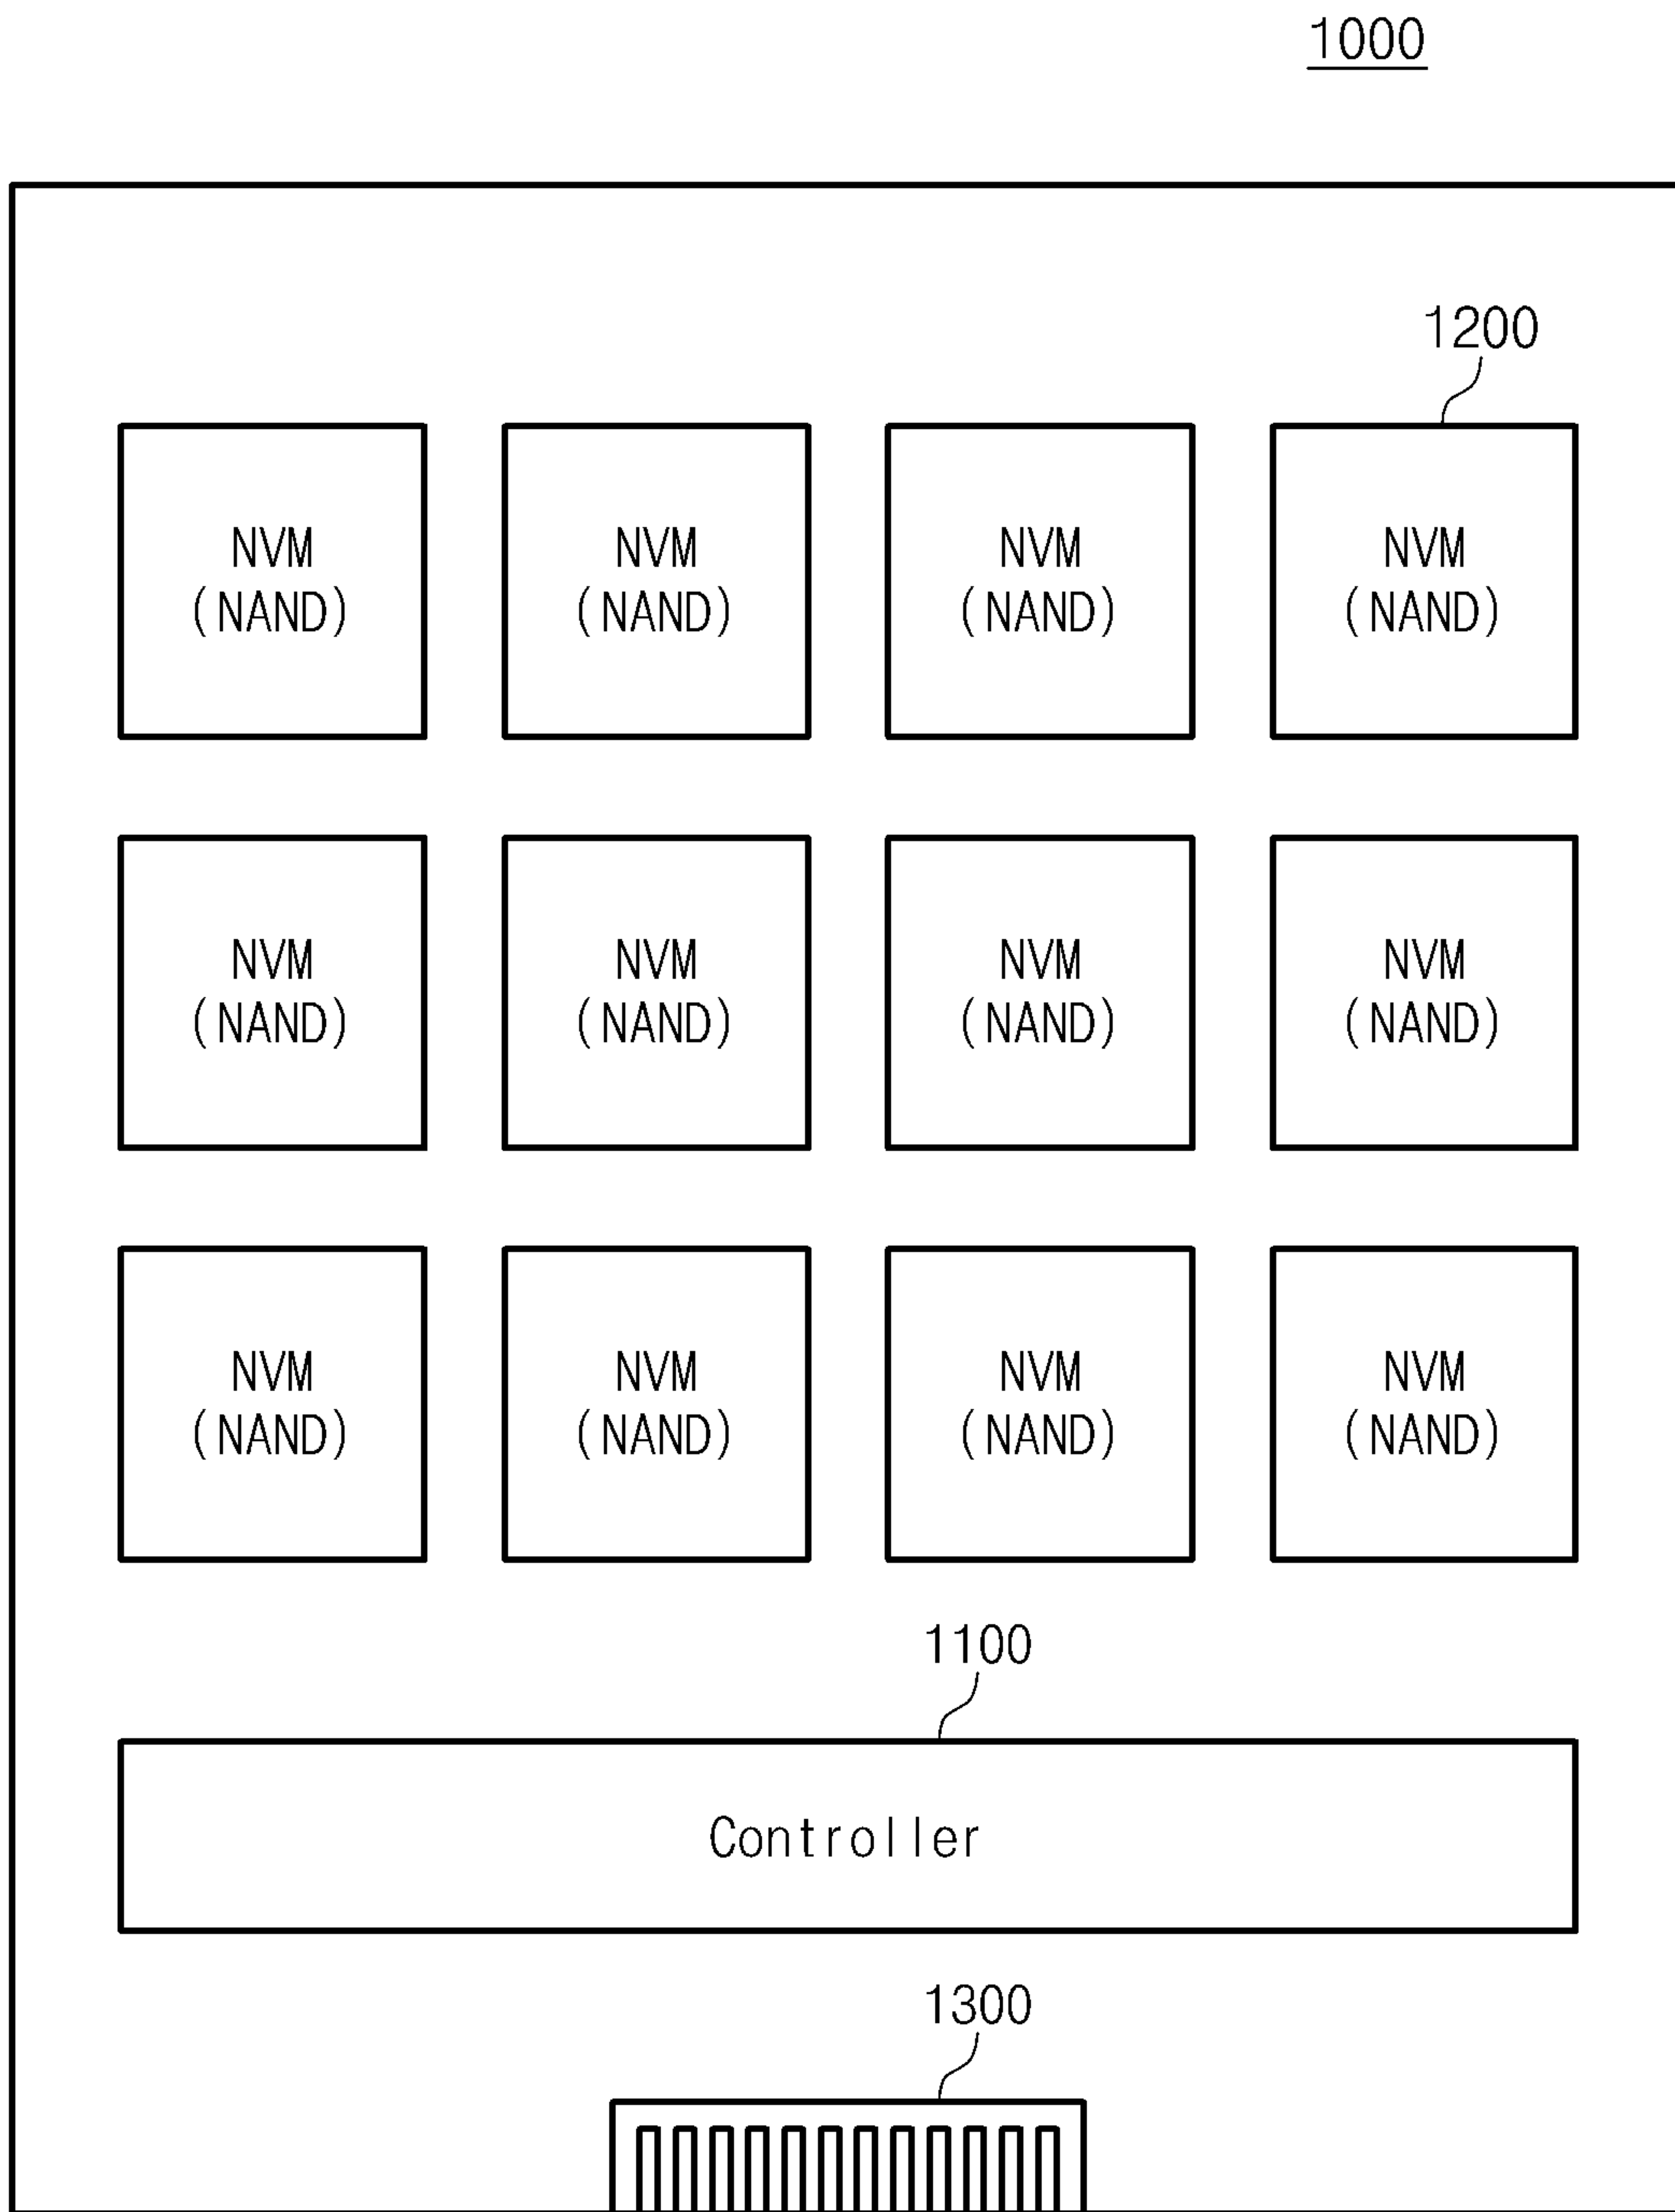 1000
1200
NVM NVM NVM NVM
(NAND) (NAND) (NAND) (NAND)
NVM NVM NVM NVM
(NAND) (NAND) (NAND) (NAND)
NVM NVM NVM NVM
(NAND) (NAND) (NAND) (NAND)
1100
Controller
1300